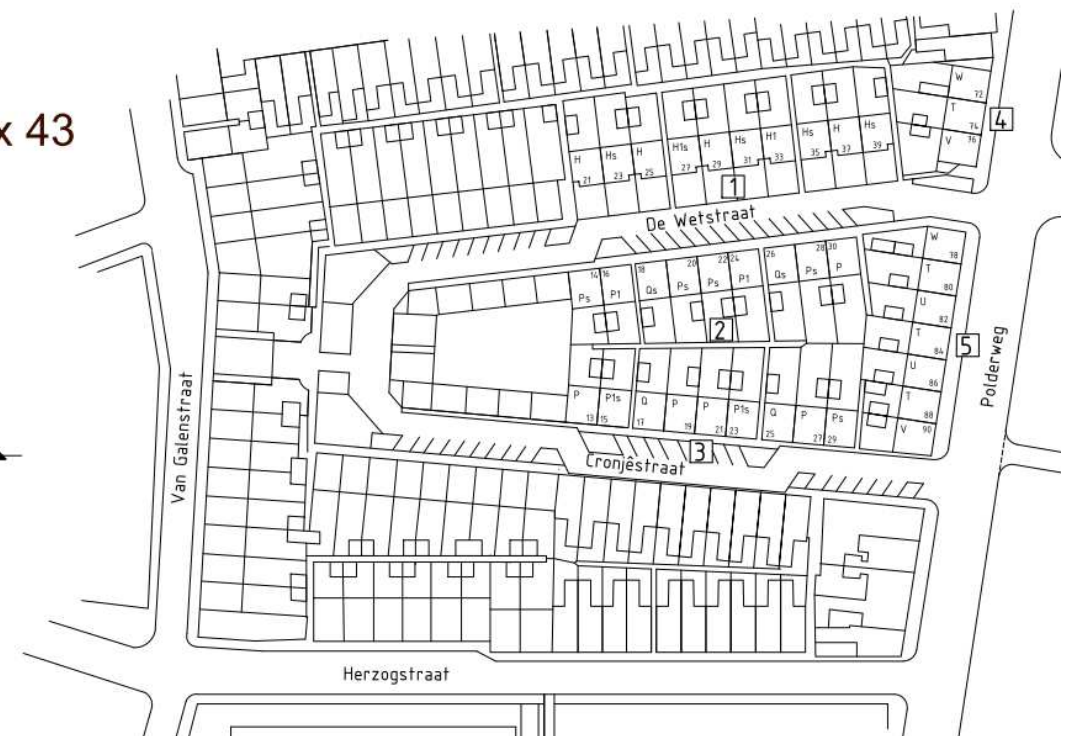 x 43
W
72
T
74
V 76
4
H
21
Hs
23
H
25
H1s
27
H
29
Hs
31
H1
33
Hs
35
H
37
Hs
39
1
De Wetstraat
14 16
Ps P1
18
Qs
20
Ps
22 24
Ps P1
26
Qs
28 30
Ps P
2
W
78
T
80
U
82
T
84
U
86
T
88
V 90
5
Polderweg
P P1s
13 15
Q
17
P
19
P P1s
21 23
Q
25
P Ps
27 29
3
Cronjéstraat
Van Galenstraat
Herzogstraat